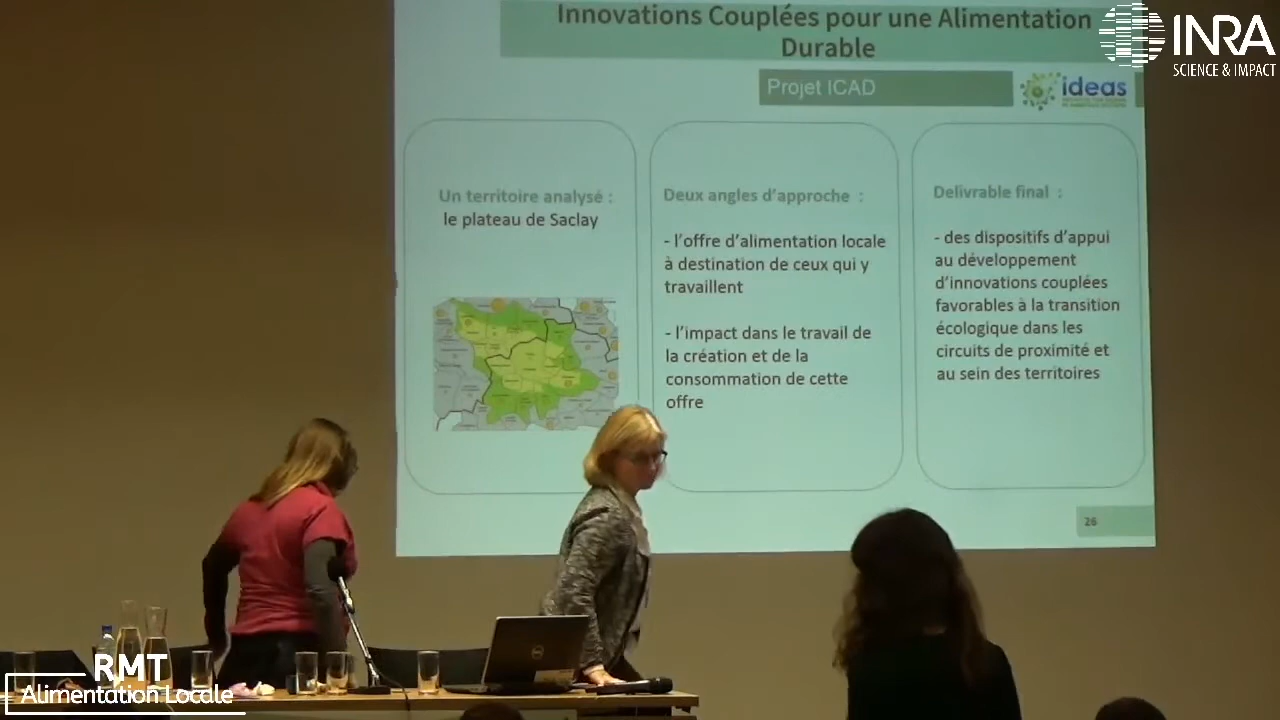 Innovations Couplées pour une Alimentation
Durable
INRA
SCIENCE & IMPACT
Projet ICAD
ideas
Un territoire analysé :
le plateau de Saclay
Deux angles d'approche :
- l'offre d'alimentation locale
à destination de ceux qui y
travaillent
- l'impact dans le travail de
la création et de la
consommation de cette
offre
Delivrable final :
- des dispositifs d'appui
au développement
d'innovations couplées
favorables à la transition
écologique dans les
circuits de proximité et
au sein des territoires
26
RMT
Alimentation Locale